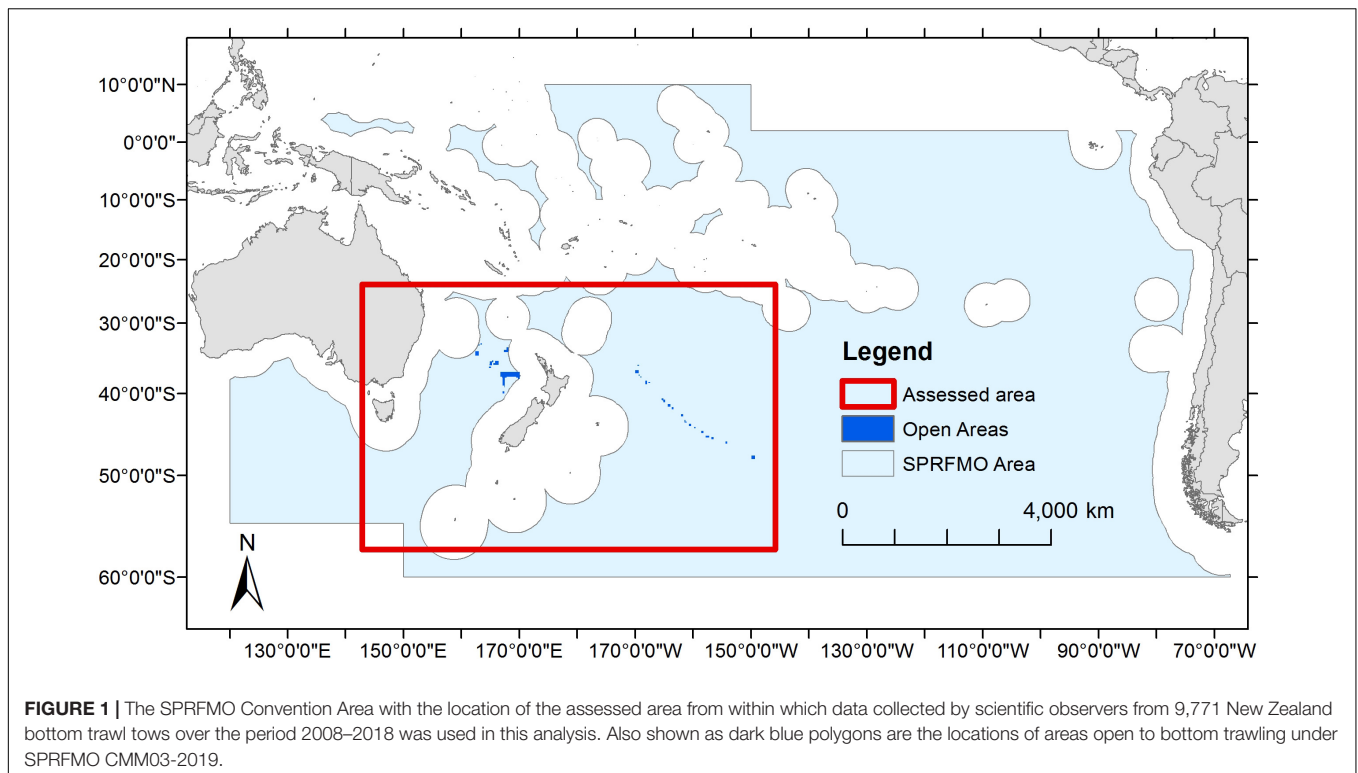 10°0'0"N
0°0'0"
10°0'0"S
20°0'0"S
30°0'0"S
40°0'0"S
50°0'0"S
60°0'0"S
N
Legend
Assessed area
Open Areas
SPRFMO Area
0 4,000 km
130°0'0"E 150°0'0"E 170°0'0"E 170°0'0"W 150°0'0"W 130°0'0"W 110°0'0"W 90°0'0"W 70°0'0"W
FIGURE 1 | The SPRFMO Convention Area with the location of the assessed area from within which data collected by scientific observers from 9,771 New Zealand
bottom trawl tows over the period 2008–2018 was used in this analysis. Also shown as dark blue polygons are the locations of areas open to bottom trawling under
SPRFMO CMM03-2019.